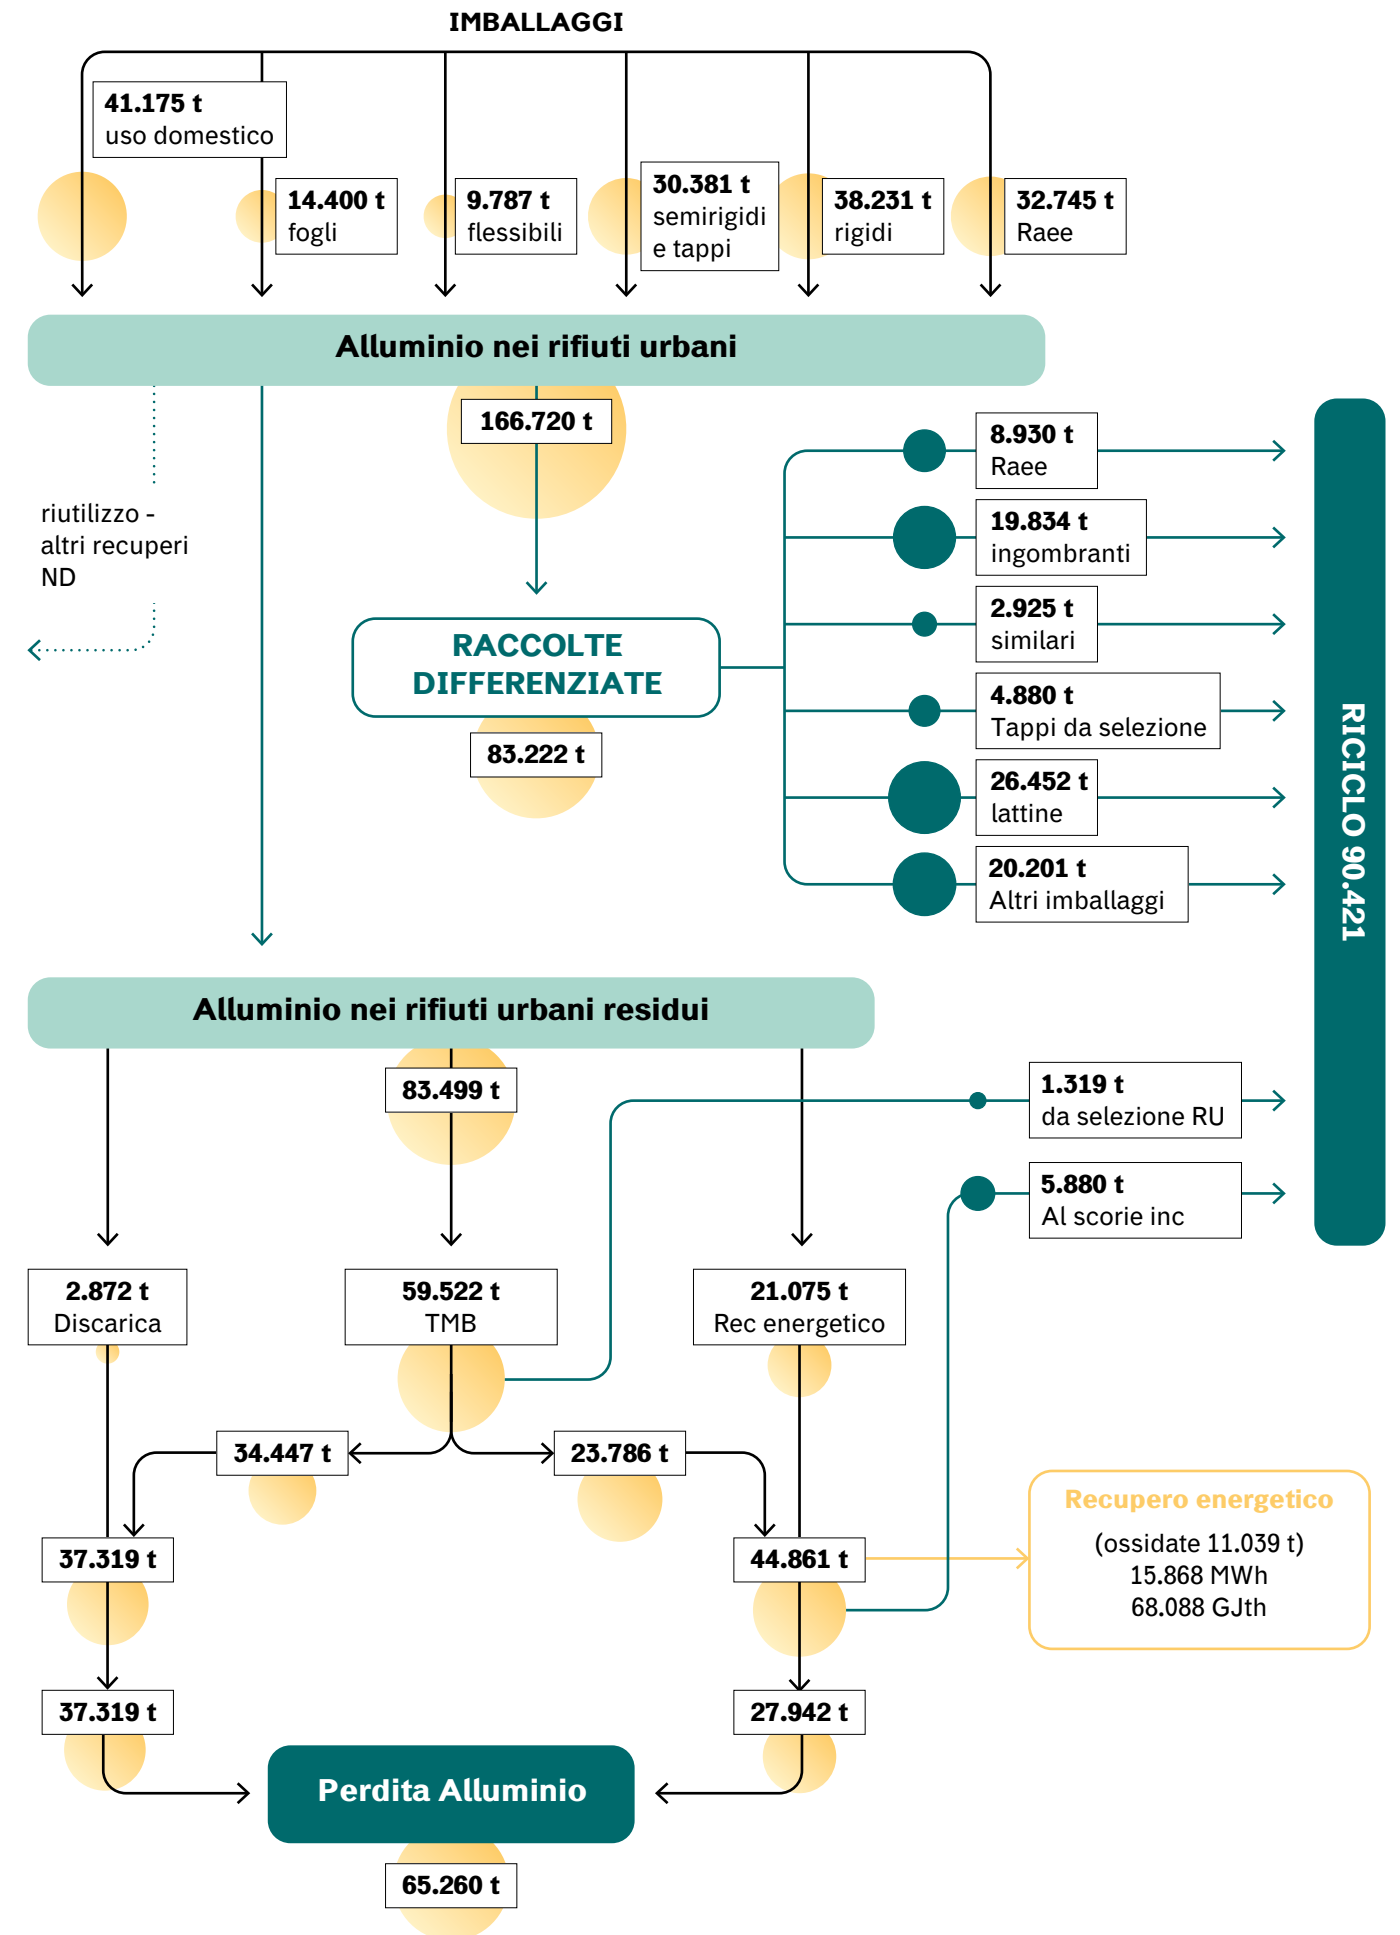 IMBALLAGGI
41.175 t
uso domestico
14.400 t
fogli
9.787 t
flessibili
30.381 t
semirigidi
e tappi
38.231 t
rigidi
32.745 t
Raee
Alluminio nei rifiuti urbani
166.720 t
riutilizzo -
altri recuperi
ND
RACCOLTE
DIFFERENZIATE
83.222 t
8.930 t
Raee
19.834 t
ingombranti
2.925 t
similari
4.880 t
Tappi da selezione
26.452 t
lattine
20.201 t
Altri imballaggi
RICICLO 90.421
Alluminio nei rifiuti urbani residui
83.499 t
1.319 t
da selezione RU
5.880 t
Al scorie inc
2.872 t
Discarica
59.522 t
TMB
21.075 t
Rec energetico
34.447 t
23.786 t
37.319 t
44.861 t
Recupero energetico
(ossidate 11.039 t)
15.868 MWh
68.088 GJth
37.319 t
27.942 t
Perdita Alluminio
65.260 t